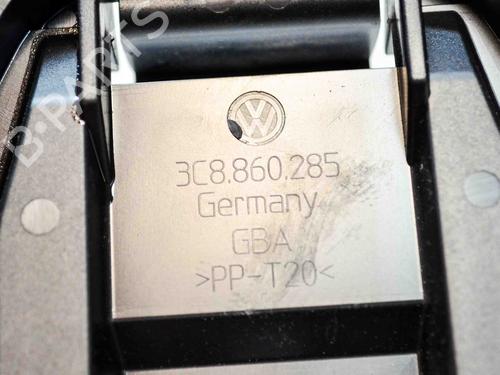 B-PARTS
3C8.860.285
Germany
GBA
>PP-T20<